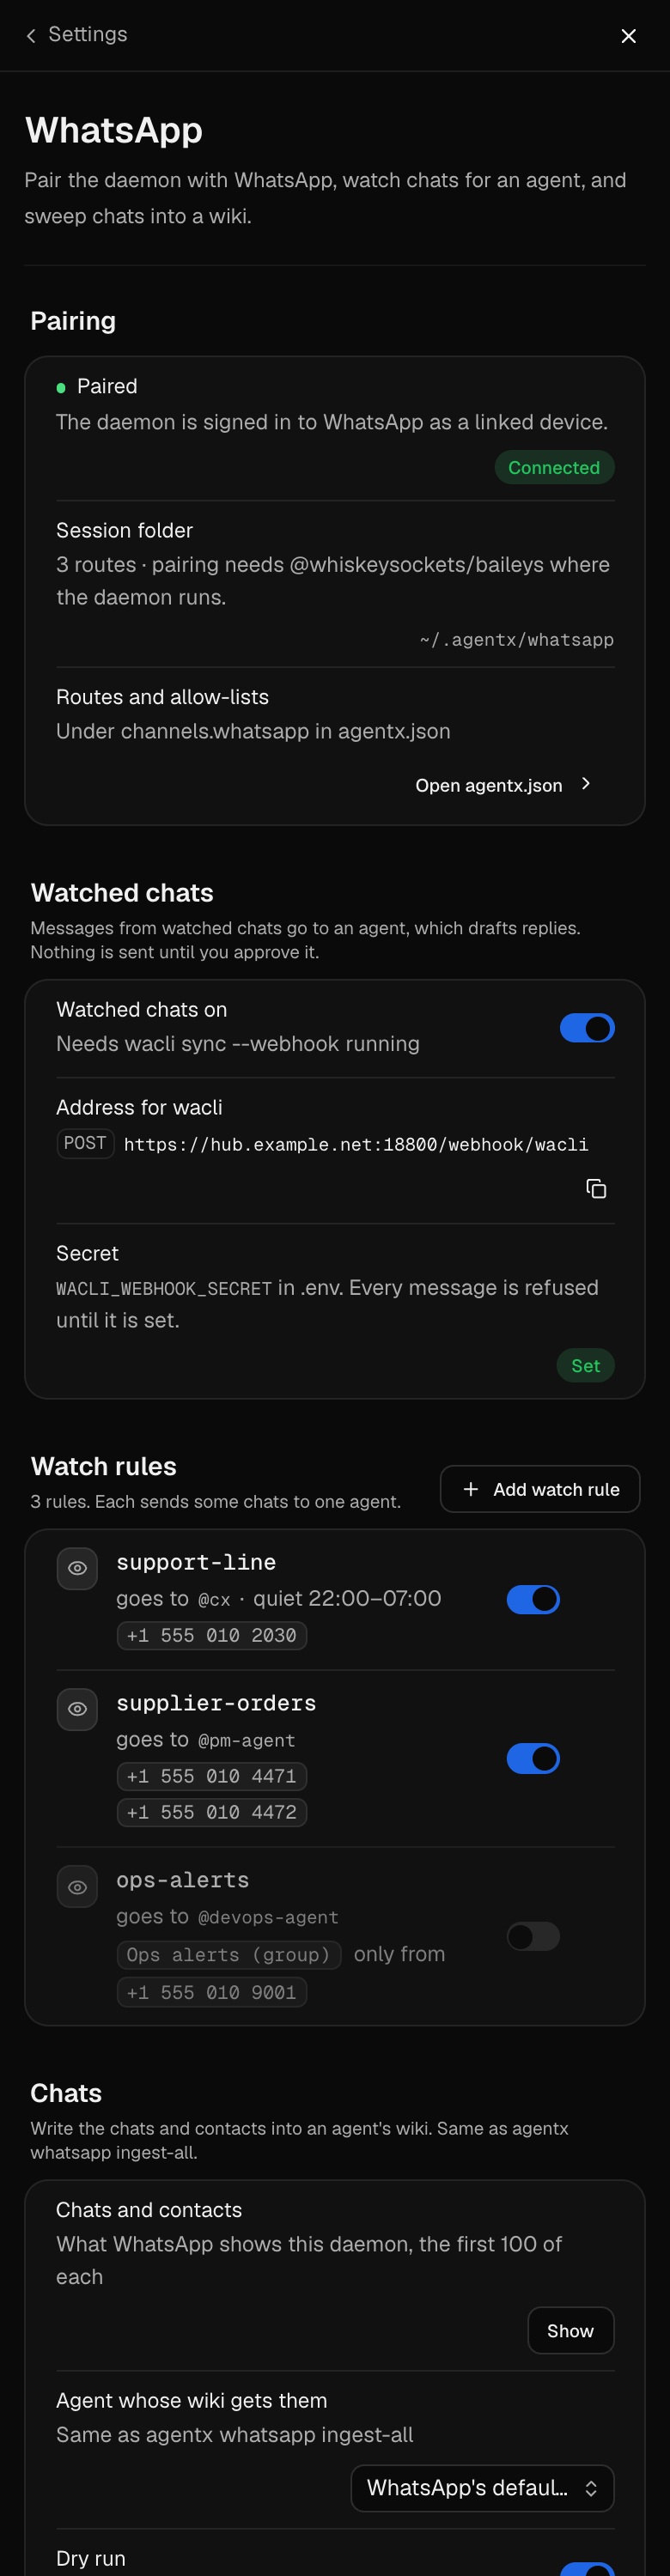 Settings
WhatsApp
Pair the daemon with WhatsApp, watch chats for an agent, and
sweep chats into a wiki.
Pairing
Paired
The daemon is signed in to WhatsApp as a linked device.
Connected
Session folder
3 routes · pairing needs @whiskeysockets/baileys where
the daemon runs.
~/.agentx/whatsapp
Routes and allow-lists
Under channels.whatsapp in agentx.json
Open agentx.json
Watched chats
Messages from watched chats go to an agent, which drafts replies.
Nothing is sent until you approve it.
Watched chats on
Needs wacli sync --webhook running
Address for wacli
POST https://hub.example.net:18800/webhook/wacli
Secret
WACLI_WEBHOOK_SECRET in .env. Every message is refused
until it is set.
Set
Watch rules
3 rules. Each sends some chats to one agent.
Add watch rule
support-line
goes to @cx · quiet 22:00–07:00
+1 555 010 2030
supplier-orders
goes to @pm-agent
+1 555 010 4471
+1 555 010 4472
ops-alerts
goes to @devops-agent
Ops alerts (group) only from
+1 555 010 9001
Chats
Write the chats and contacts into an agent's wiki. Same as agentx
whatsapp ingest-all.
Chats and contacts
What WhatsApp shows this daemon, the first 100 of
each
Show
Agent whose wiki gets them
Same as agentx whatsapp ingest-all
WhatsApp's defaul...
Dry run